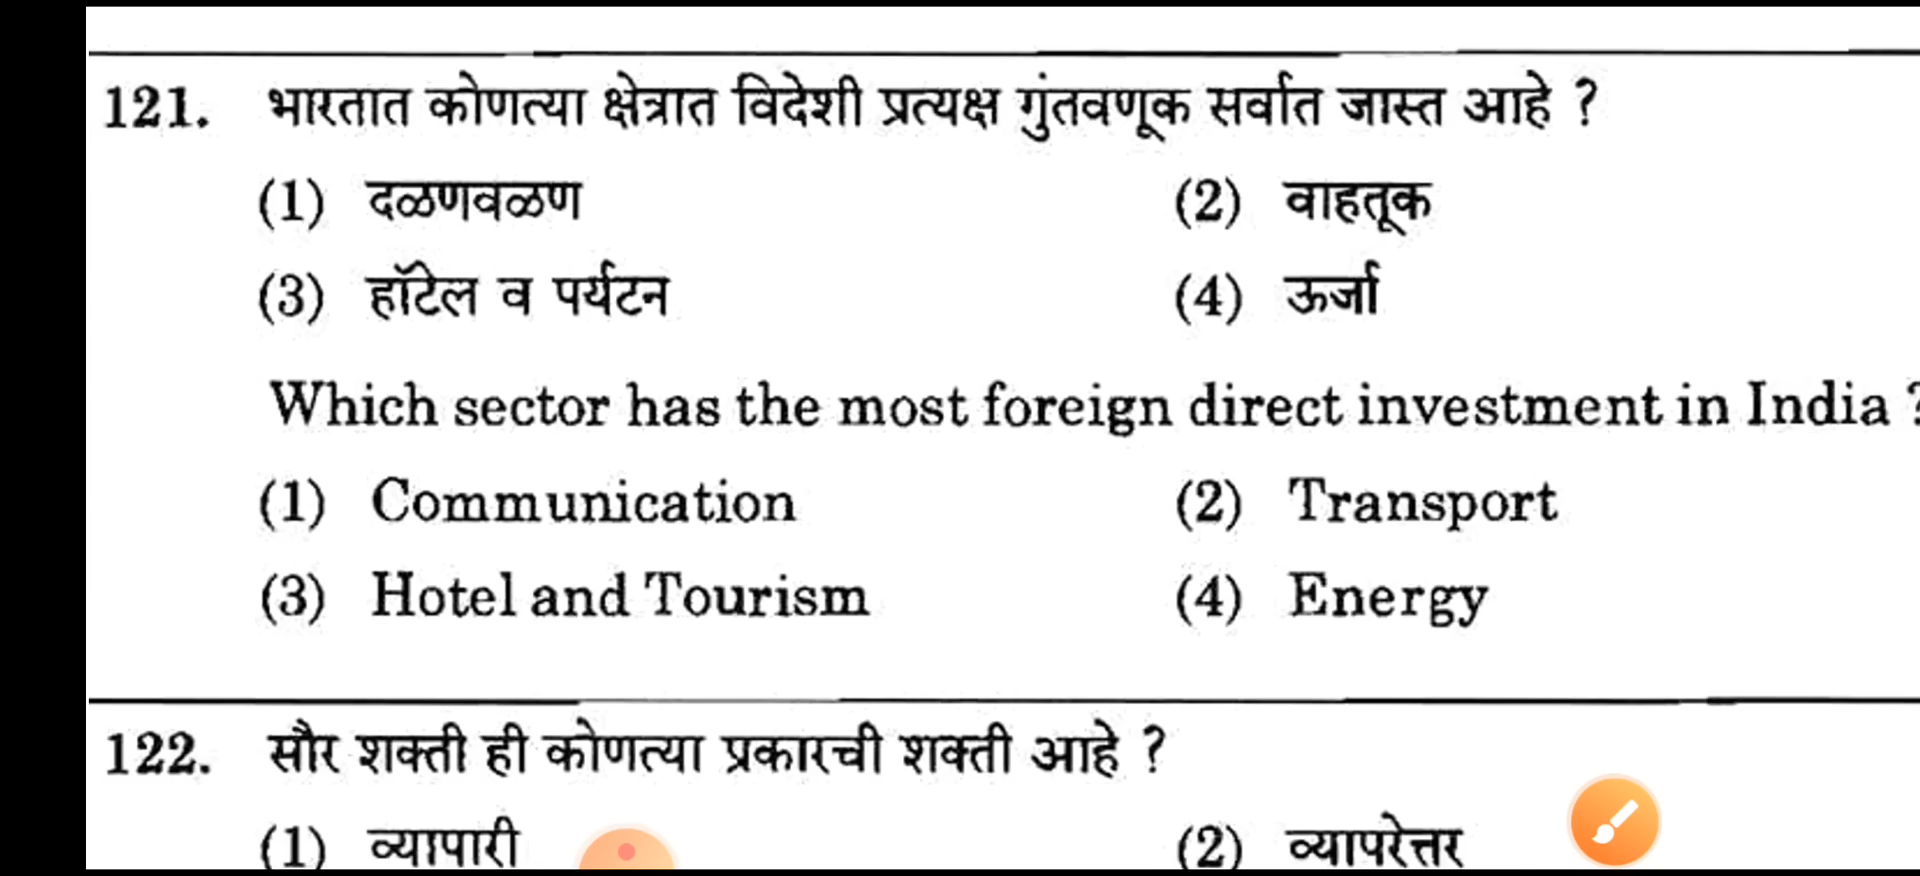 121. भारतात कोणत्या क्षेत्रात विदेशी प्रत्यक्ष गुंतवणूक सर्वात जास्त आहे ?
(1) दळणवळण (2) वाहतूक
(3) हॉटेल व पर्यटन (4) ऊर्जा
Which sector has the most foreign direct investment in India ?
(1) Communication (2) Transport
(3) Hotel and Tourism (4) Energy
122. सौर शक्ती ही कोणत्या प्रकारची शक्ती आहे ?
(1) व्यापारी (2) व्यापरेत्तर